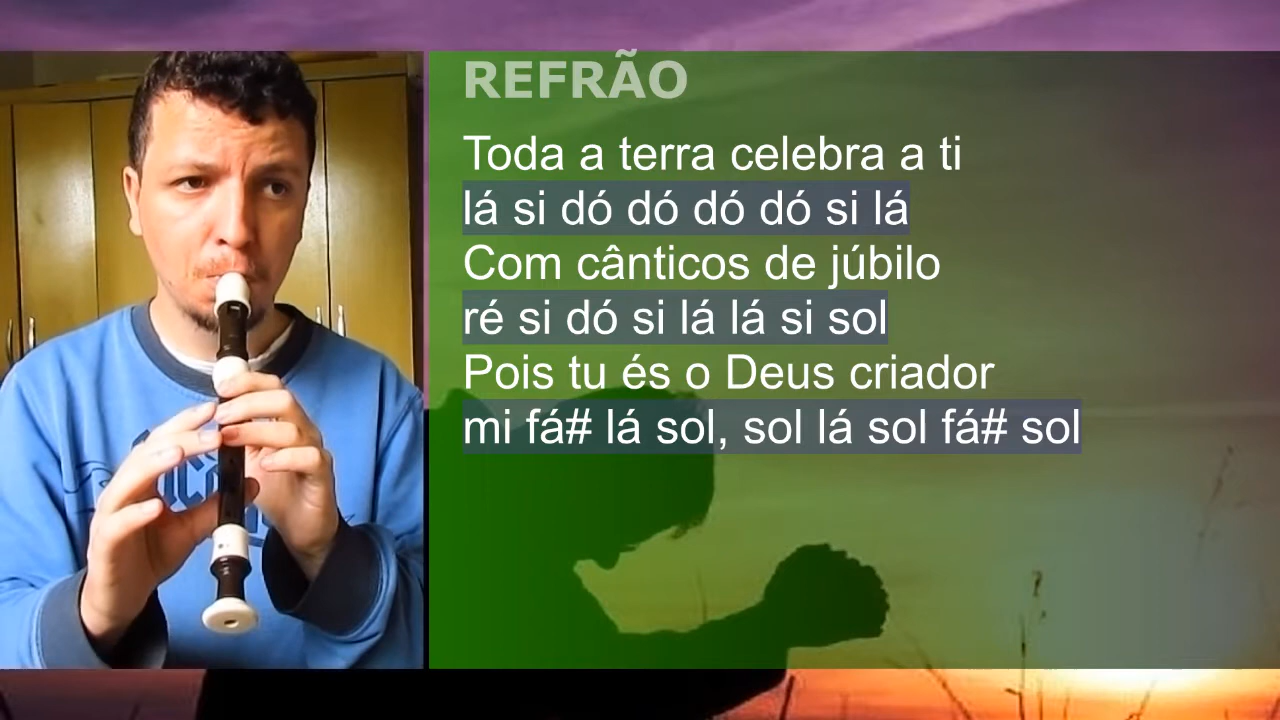 REFRÃO
Toda a terra celebra a ti
lá si dó dó dó dó si lá
Com cânticos de júbilo
ré si dó si lá lá si sol
Pois tu és o Deus criador
mi fá# lá sol, sol lá sol fá# sol